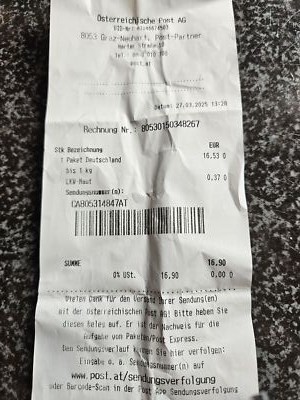 Österreichische Post AG
8053 Graz-Neuhart, Post-Partner
post.at
Datum: 27.03.2025 13:20
Rechnung Nr.: 80530150348267
Stk Bezeichnung EUR
1 Paket Deutschland 16,53 0
bis 1 kg
LKW-Maut 0,37 0
Sendungsnummer(n):
CA805314847AT
SUMME 16,90
0% USt. 16,90 0,00 0
Vielen Dank für den Versand Ihrer Sendung(en)
mit der Österreichischen Post AG! Bitte heben Sie
diesen Beleg auf. Er ist der Nachweis für die
Aufgabe von Paketen/Post Express.
Den Sendungsverlauf können Sie hier verfolgen:
www.post.at/sendungsverfolgung
oder Barcode-Scan in der Post App Sendungsverfolgung